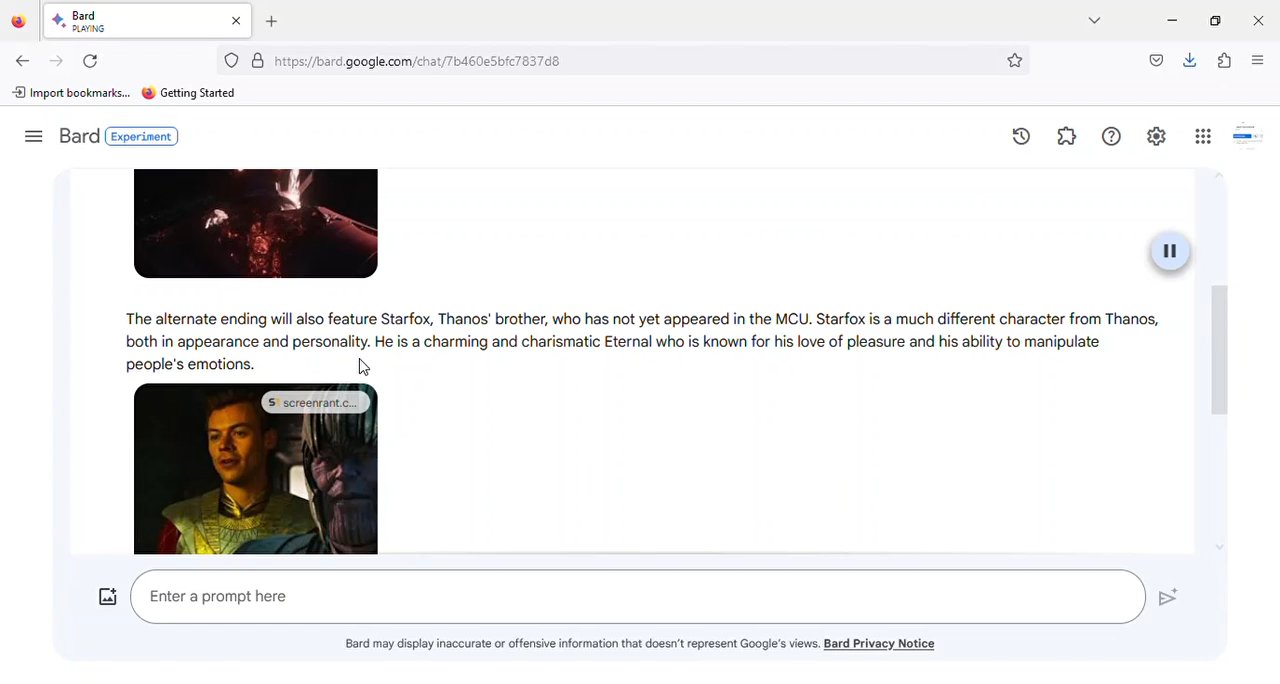 Bard
PLAYING
https://bard.google.com/chat/7b460e5bfc7837d8
Import bookmarks...
Getting Started
Bard Experiment
The alternate ending will also feature Starfox, Thanos' brother, who has not yet appeared in the MCU. Starfox is a much different character from Thanos,
both in appearance and personality. He is a charming and charismatic Eternal who is known for his love of pleasure and his ability to manipulate
people's emotions.
screenrant.c...
Enter a prompt here
Bard may display inaccurate or offensive information that doesn't represent Google's views. Bard Privacy Notice